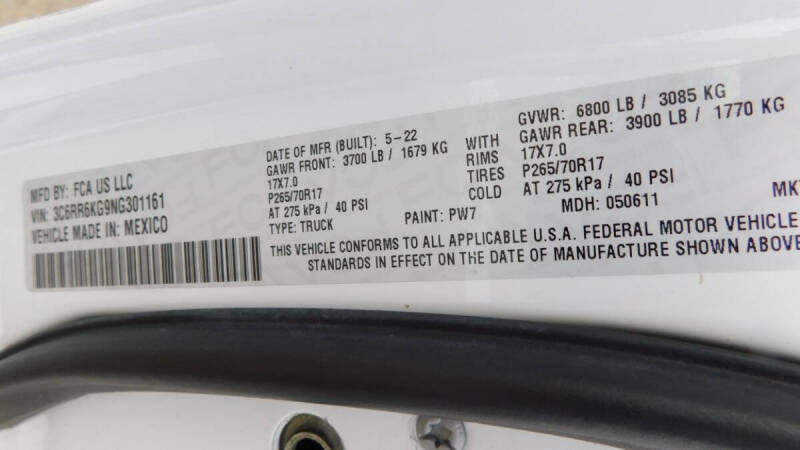 MFD BY: FCA US LLC
VIN: 3C6RR6KG9NG301161
VEHICLE MADE IN: MEXICO
DATE OF MFR (BUILT): 5-22
GAWR FRONT: 3700 LB / 1679 KG
17X7.0
P265/70R17
AT 275 kPa / 40 PSI
TYPE: TRUCK
PAINT: PW7
WITH
RIMS
TIRES
COLD
GVWR: 6800 LB / 3085 KG
GAWR REAR: 3900 LB / 1770 KG
17X7.0
P265/70R17
AT 275 kPa / 40 PSI
MDH: 050611
MK
THIS VEHICLE CONFORMS TO ALL APPLICABLE U.S.A. FEDERAL MOTOR VEHICLE
STANDARDS IN EFFECT ON THE DATE OF MANUFACTURE SHOWN ABOVE